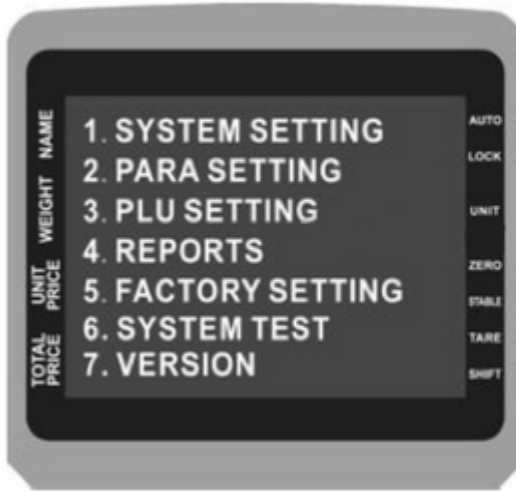 NAME
WEIGHT
UNIT
PRICE
TOTAL
PRICE
1. SYSTEM SETTING
2. PARA SETTING
3. PLU SETTING
4. REPORTS
5. FACTORY SETTING
6. SYSTEM TEST
7. VERSION
AUTO
LOCK
UNIT
ZERO
STABLE
TARE
SHIFT